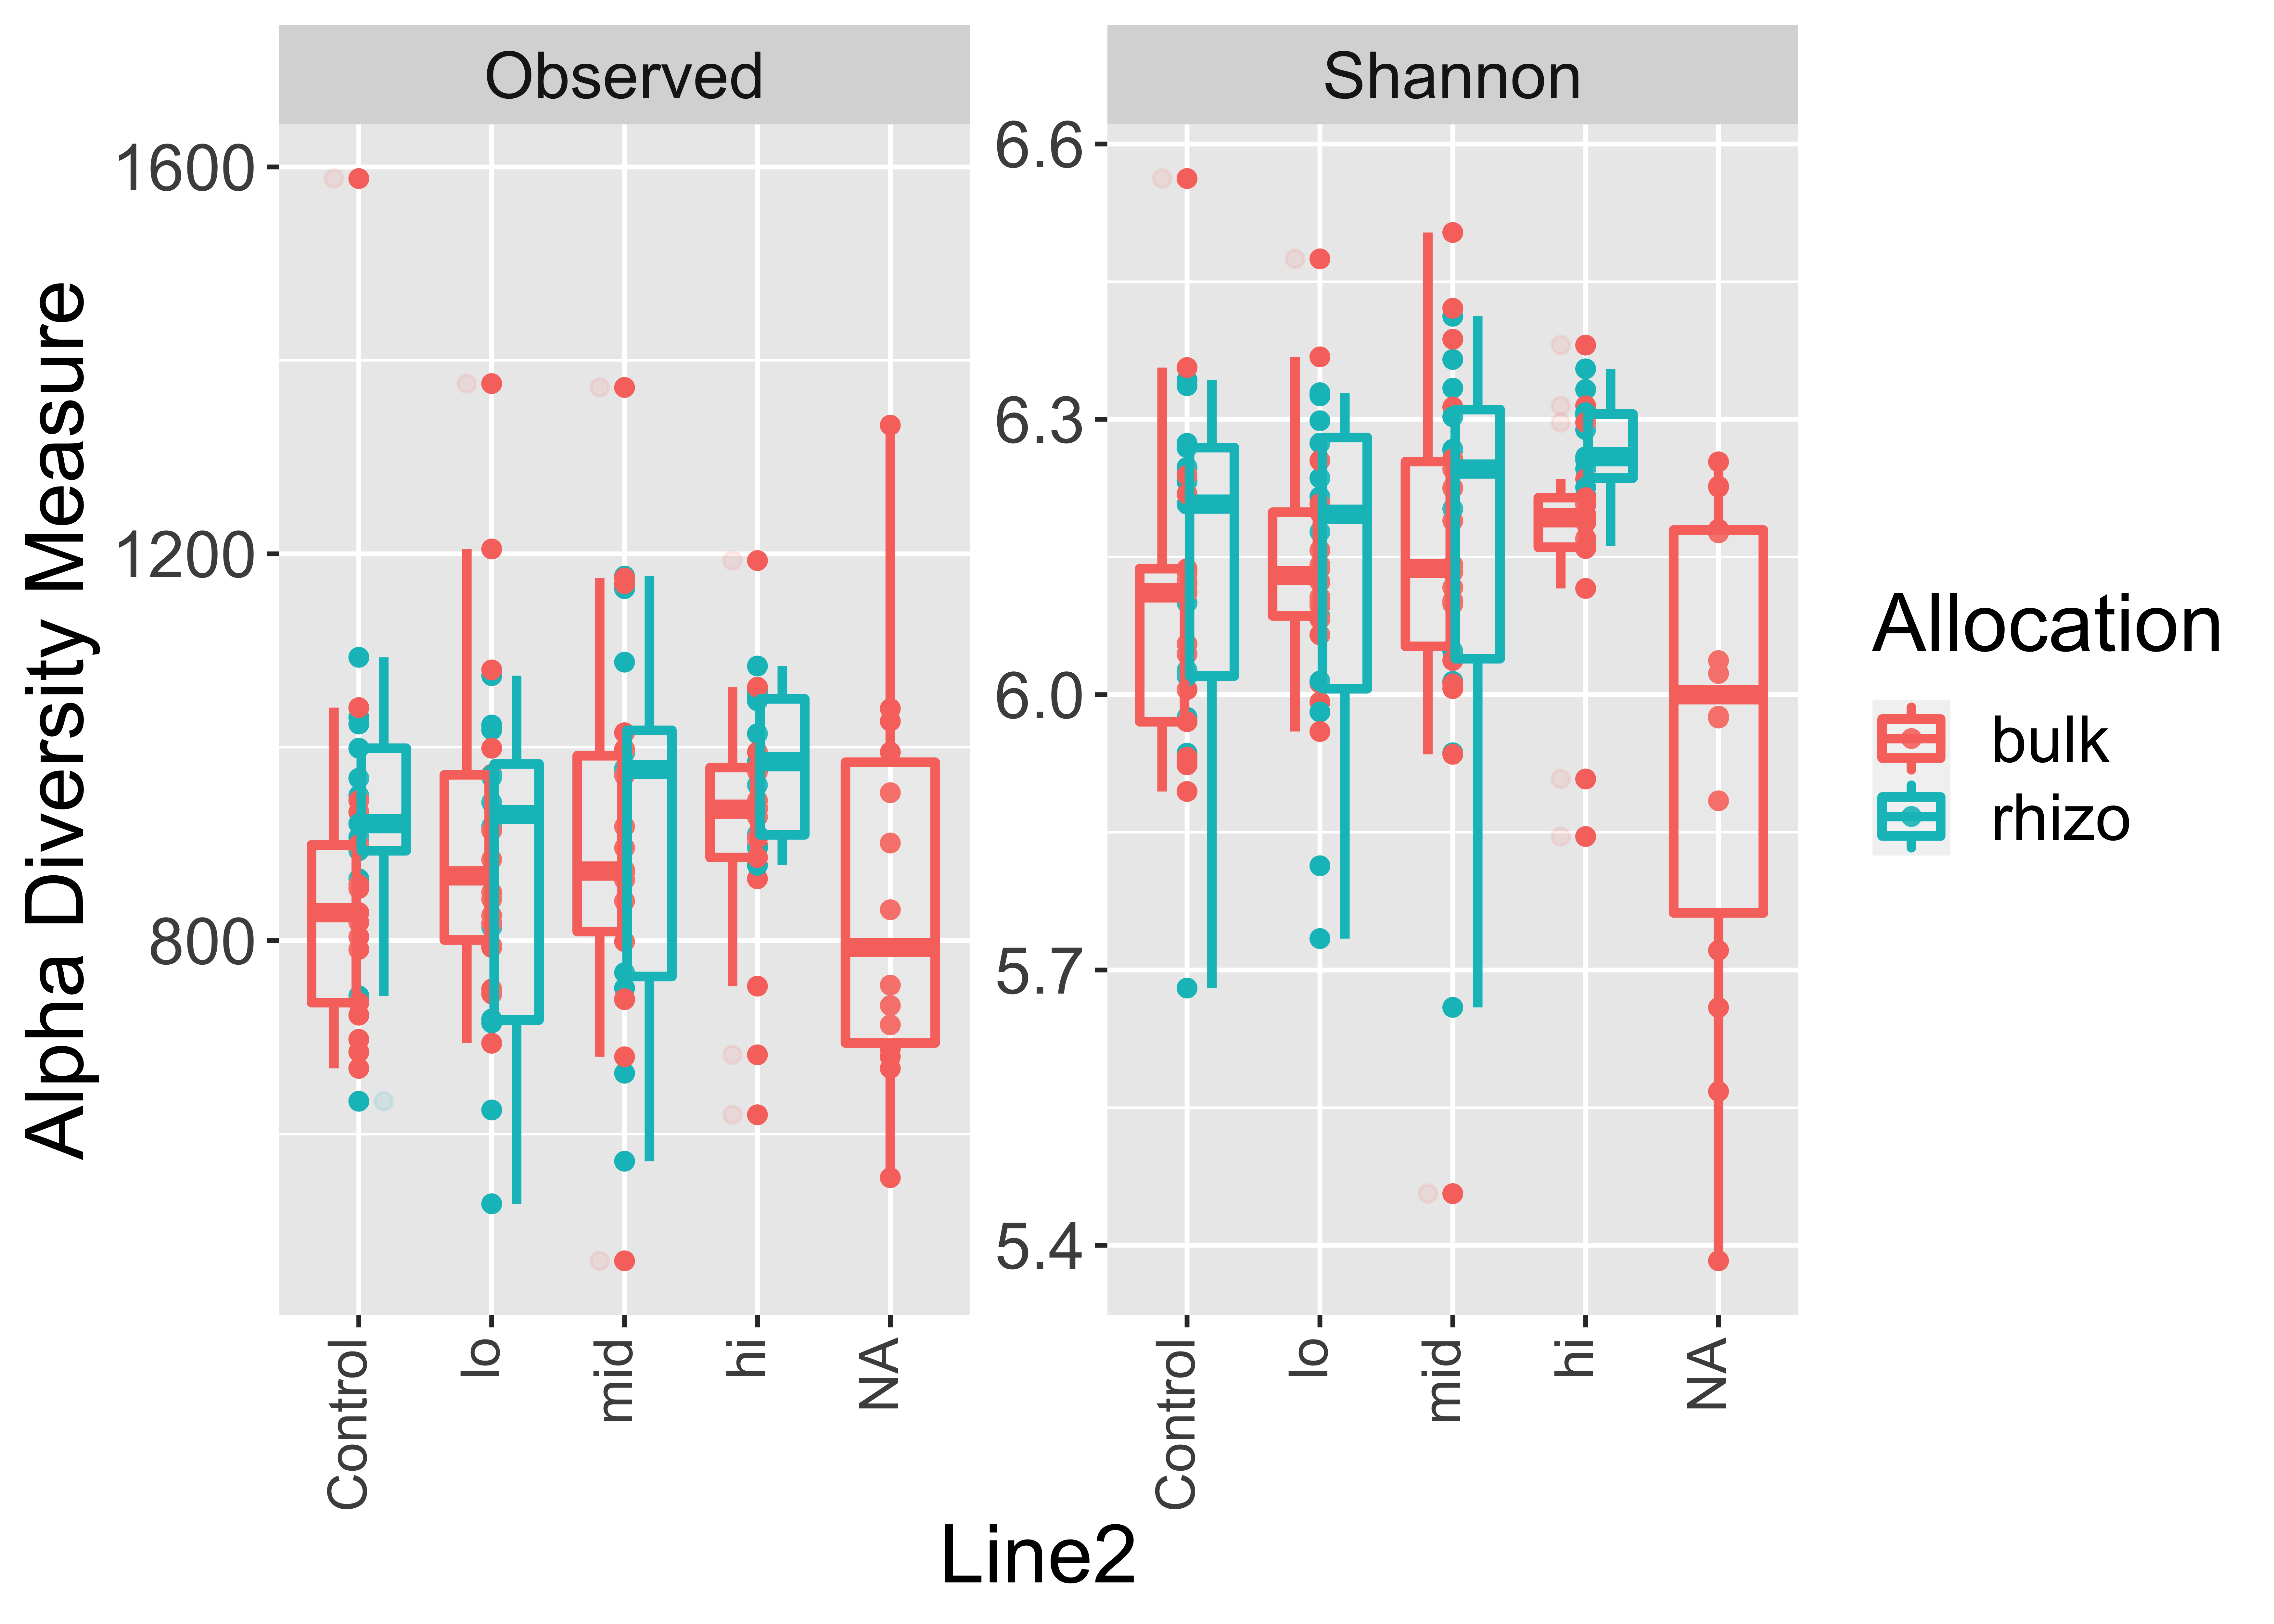 Observed
Shannon
Alpha Diversity Measure
1600
1200
800
6.6
6.3
6.0
5.7
5.4
Control
lo
mid
hi
NA
Control
lo
mid
hi
NA
Line2
Allocation
bulk
rhizo